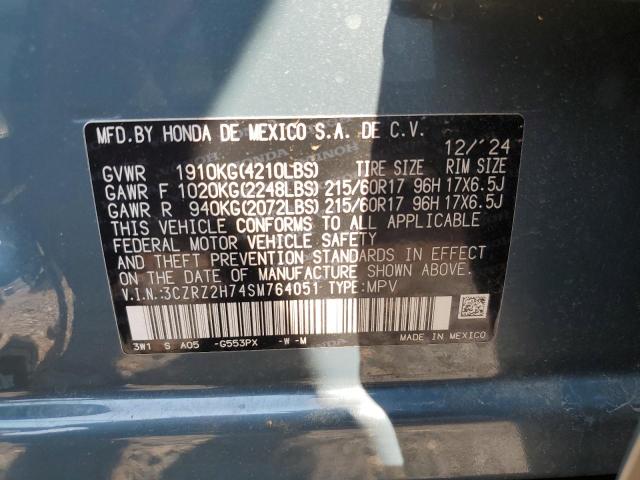 MFD.BY HONDA DE MEXICO S.A. DE C.V.
12/'24
GVWR 1910KG(4210LBS) TIRE SIZE RIM SIZE
GAWR F 1020KG(2248LBS) 215/60R17 96H 17X6.5J
GAWR R 940KG(2072LBS) 215/60R17 96H 17X6.5J
THIS VEHICLE CONFORMS TO ALL APPLICABLE
FEDERAL MOTOR VEHICLE SAFETY
AND THEFT PREVENTION STANDARDS IN EFFECT
ON THE DATE OF MANUFACTURE SHOWN ABOVE.
V.I.N.:3CZRZ2H74SM764051 TYPE:MPV
3W1 S A05 -G553PX -W -M MADE IN MEXICO